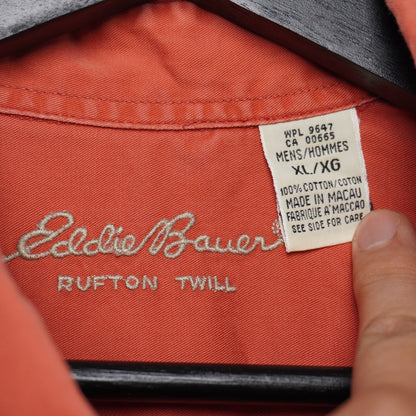 WPL 9647
CA 00665
MENS/HOMMES
XL/XG
100% COTTON/COTON
MADE IN MACAU
FABRIQUE A' MACCAO
SEE SIDE FOR CARE
Eddie Bauer®
RUFTON TWILL